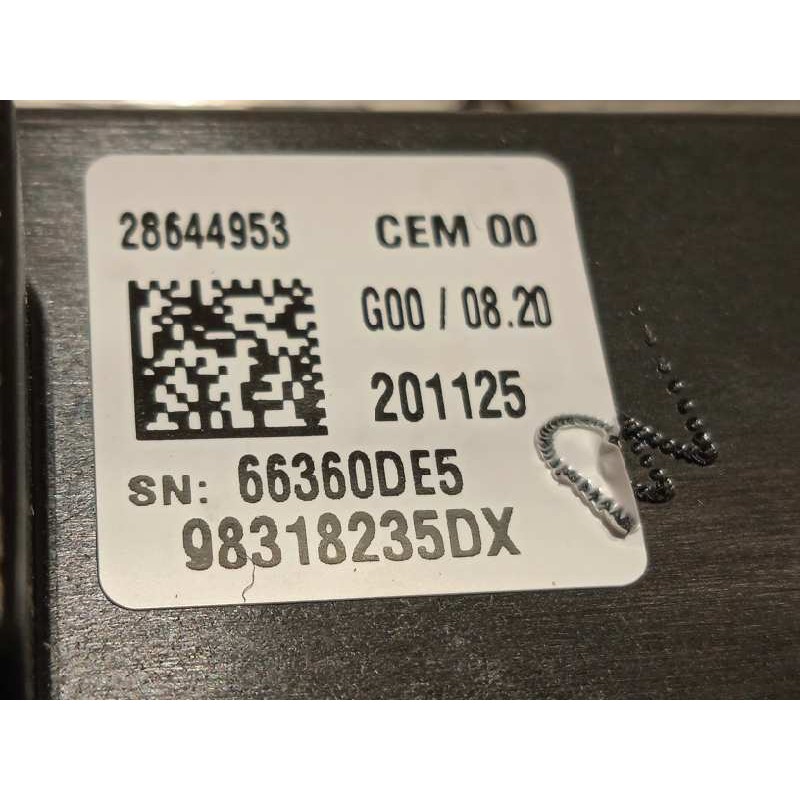 28644953 CEM 00
G00 / 08.20
201125
SN: 66360DE5
98318235DX